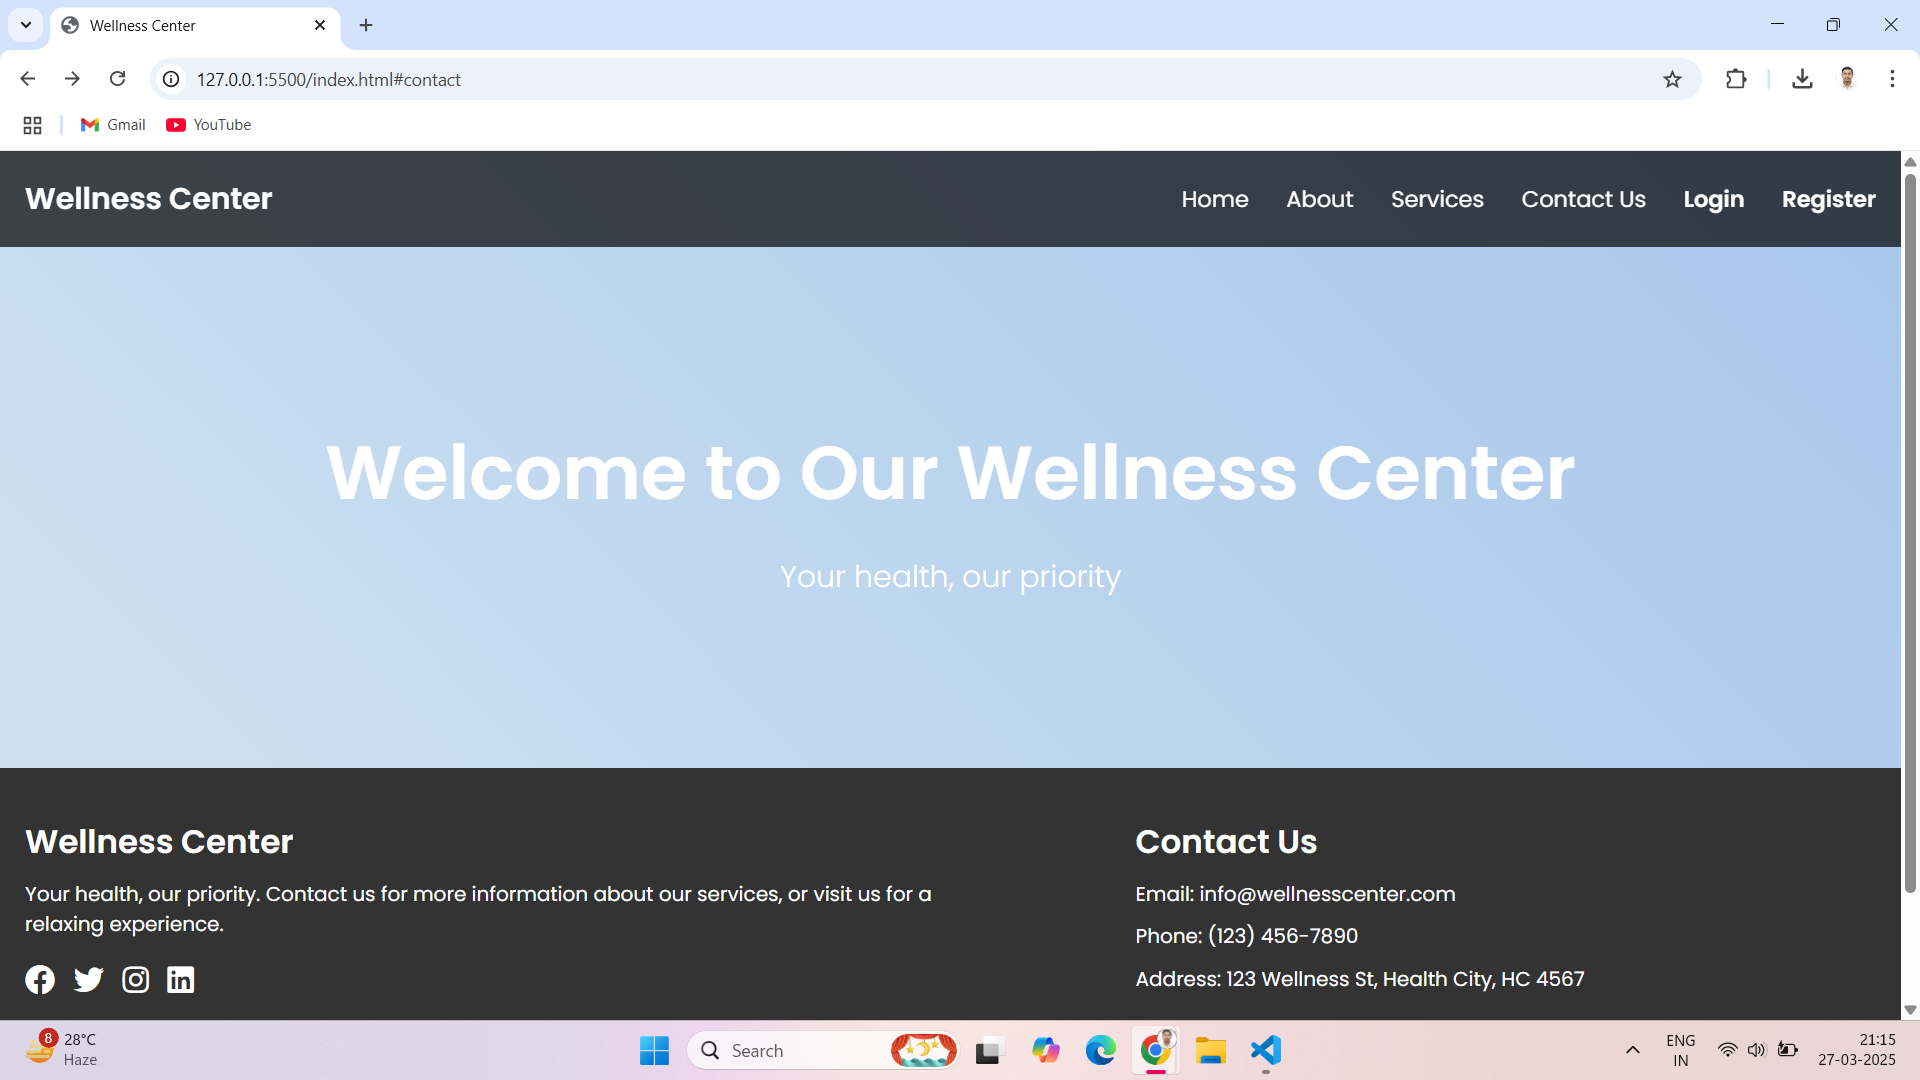 Wellness Center
127.0.0.1:5500/index.html#contact
Gmail
YouTube
Wellness Center
Home
About
Services
Contact Us
Login
Register
Welcome to Our Wellness Center
Your health, our priority
Wellness Center
Your health, our priority. Contact us for more information about our services, or visit us for a
relaxing experience.
Contact Us
Email: info@wellnesscenter.com
Phone: (123) 456-7890
Address: 123 Wellness St, Health City, HC 4567
8
28°C
Haze
Search
ENG
IN
21:15
27-03-2025